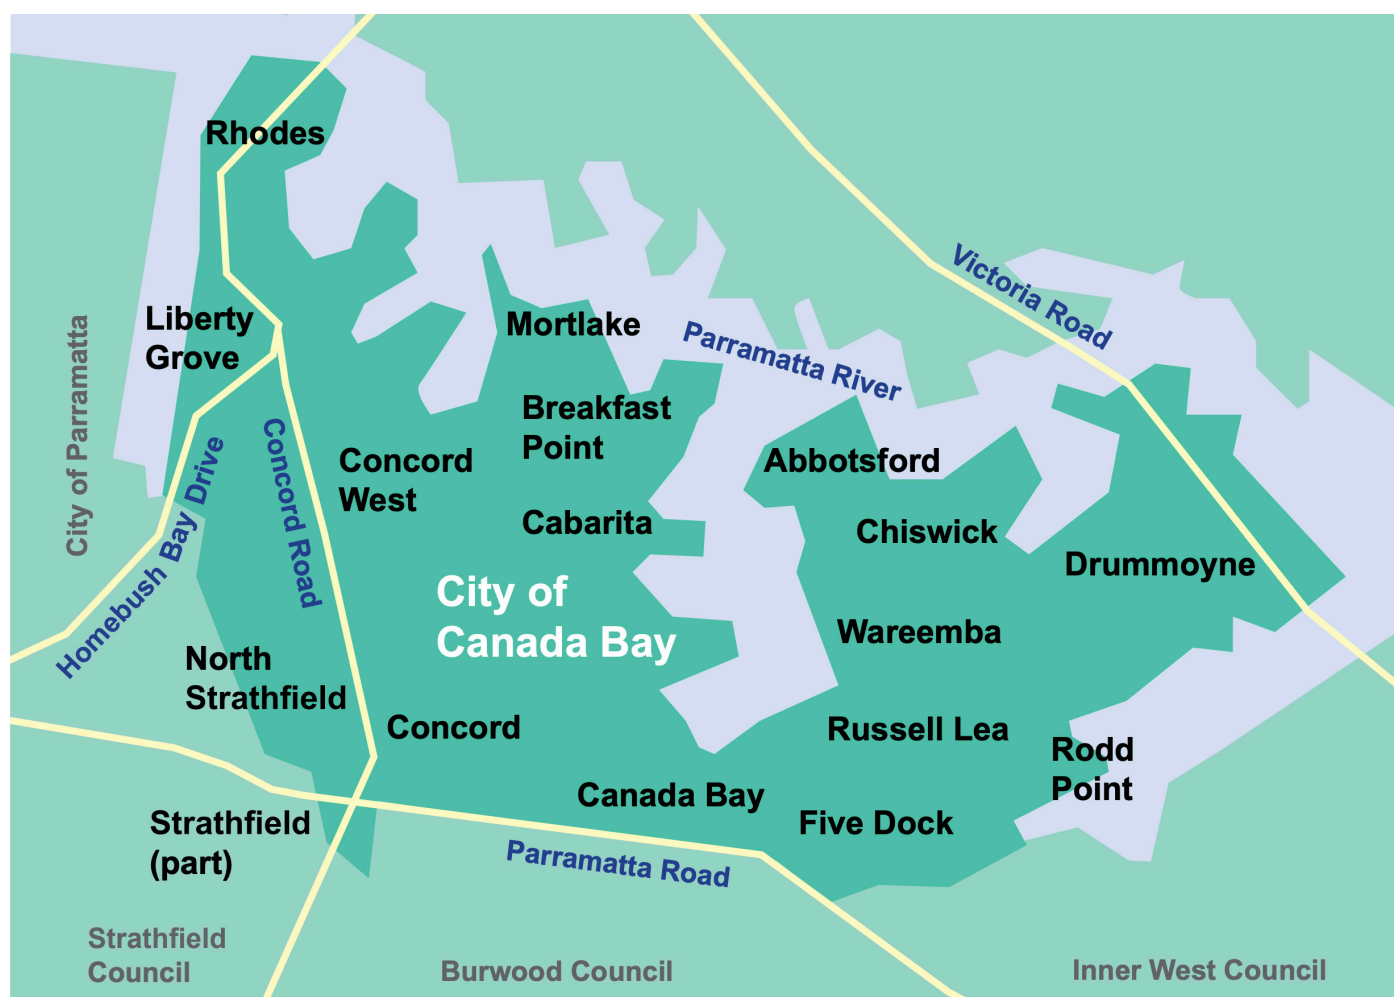 Rhodes
Victoria Road
Liberty
Grove
Mortlake
Parramatta River
City of Parramatta
Breakfast
Point
Homebush Bay Drive
Concord Road
Concord
West
Abbotsford
Cabarita
Chiswick
Drummoyne
City of
Canada Bay
Wareemba
North
Strathfield
Concord
Russell Lea
Rodd
Point
Canada Bay
Five Dock
Strathfield
(part)
Parramatta Road
Strathfield
Council
Burwood Council
Inner West Council